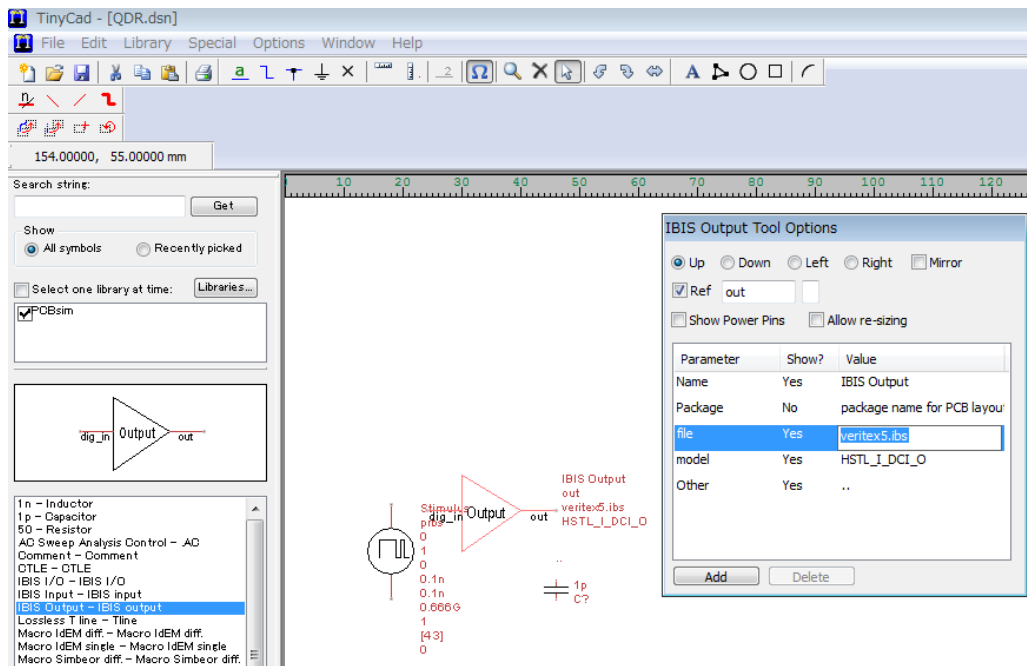 TinyCad - [QDR.dsn]
File Edit Library Special Options Window Help
154.00000, 55.00000 mm
Search string:
Get
Show
All symbols Recently picked
Select one library at time: Libraries...
PCBsim
dig_in Output out
1n - Inductor
1p - Capacitor
50 - Resistor
AC Sweep Analysis Control - .AC
Comment - Comment
CTLE - CTLE
IBIS I/O - IBIS I/O
IBIS Input - IBIS input
IBIS Output - IBIS output
Lossless T line - Tline
Macro IdEM diff. - Macro IdEM diff.
Macro IdEM single - Macro IdEM single
Macro Simbeor diff. - Macro Simbeor diff.
10 20 30 40 50 60 70 80 90 100 110 120
IBIS Output
out
veritex5.ibs
HSTL_I_DCI_O
..
dig_in Output out
Stimulus
prbs
0
1
0
0.1n
0.1n
0.666G
1
[43]
0
1p
C?
IBIS Output Tool Options
Up Down Left Right Mirror
Ref out
Show Power Pins Allow re-sizing
Parameter Show? Value
Name Yes IBIS Output
Package No package name for PCB layou
file Yes veritex5.ibs
model Yes HSTL_I_DCI_O
Other Yes ..
Add Delete